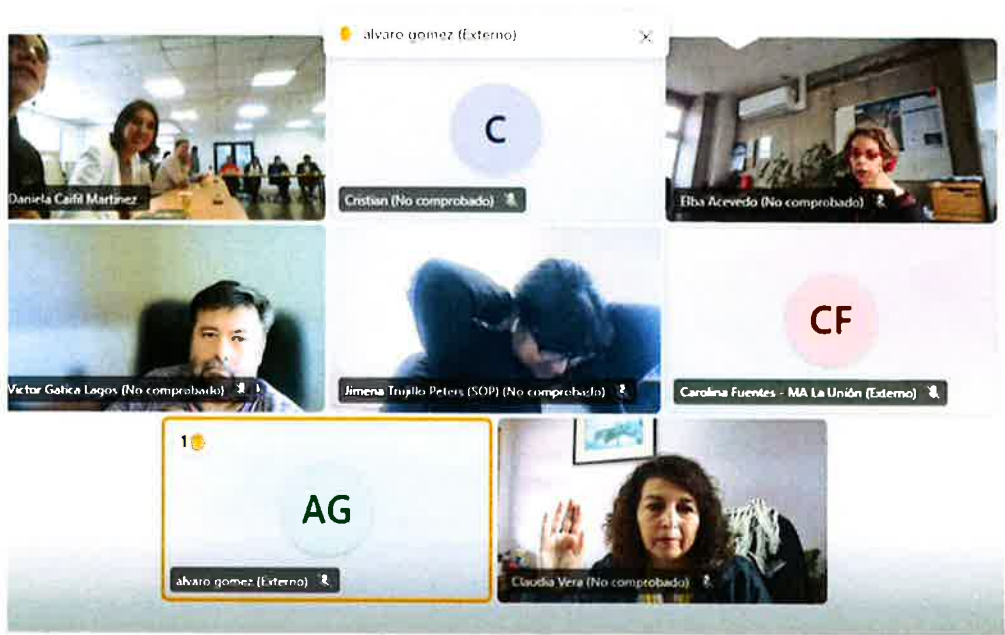 alvaro gomez (Externo)
Daniela Caifil Martinez
C
Cristian (No comprobado)
Elba Acevedo (No comprobado)
Victor Gatica Lagos (No comprobado)
Jimena Trujillo Peters (SOP) (No comprobado)
CF
Carolina Fuentes - MA La Unión (Externo)
1
AG
alvaro gomez (Externo)
Claudia Vera (No comprobado)